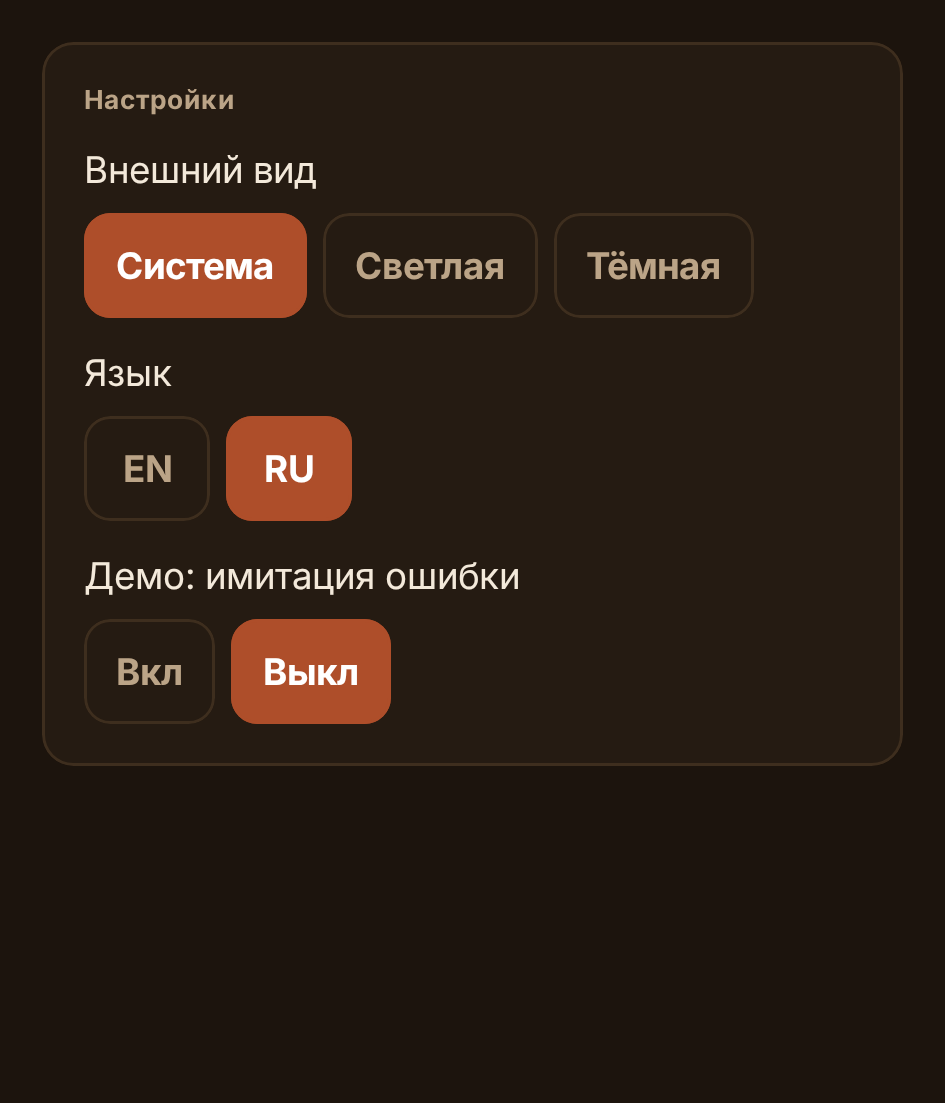 Настройки
Внешний вид
Система Светлая Тёмная
Язык
EN RU
Демо: имитация ошибки
Вкл Выкл